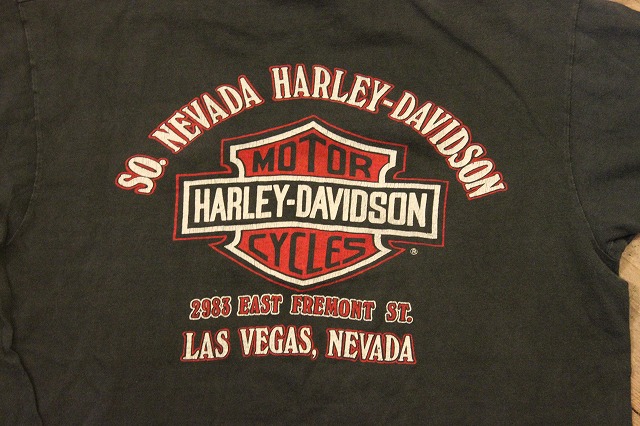 SO. NEVADA HARLEY-DAVIDSON
MOTOR
HARLEY-DAVIDSON
CYCLES
®
2983 EAST FREMONT ST.
LAS VEGAS, NEVADA